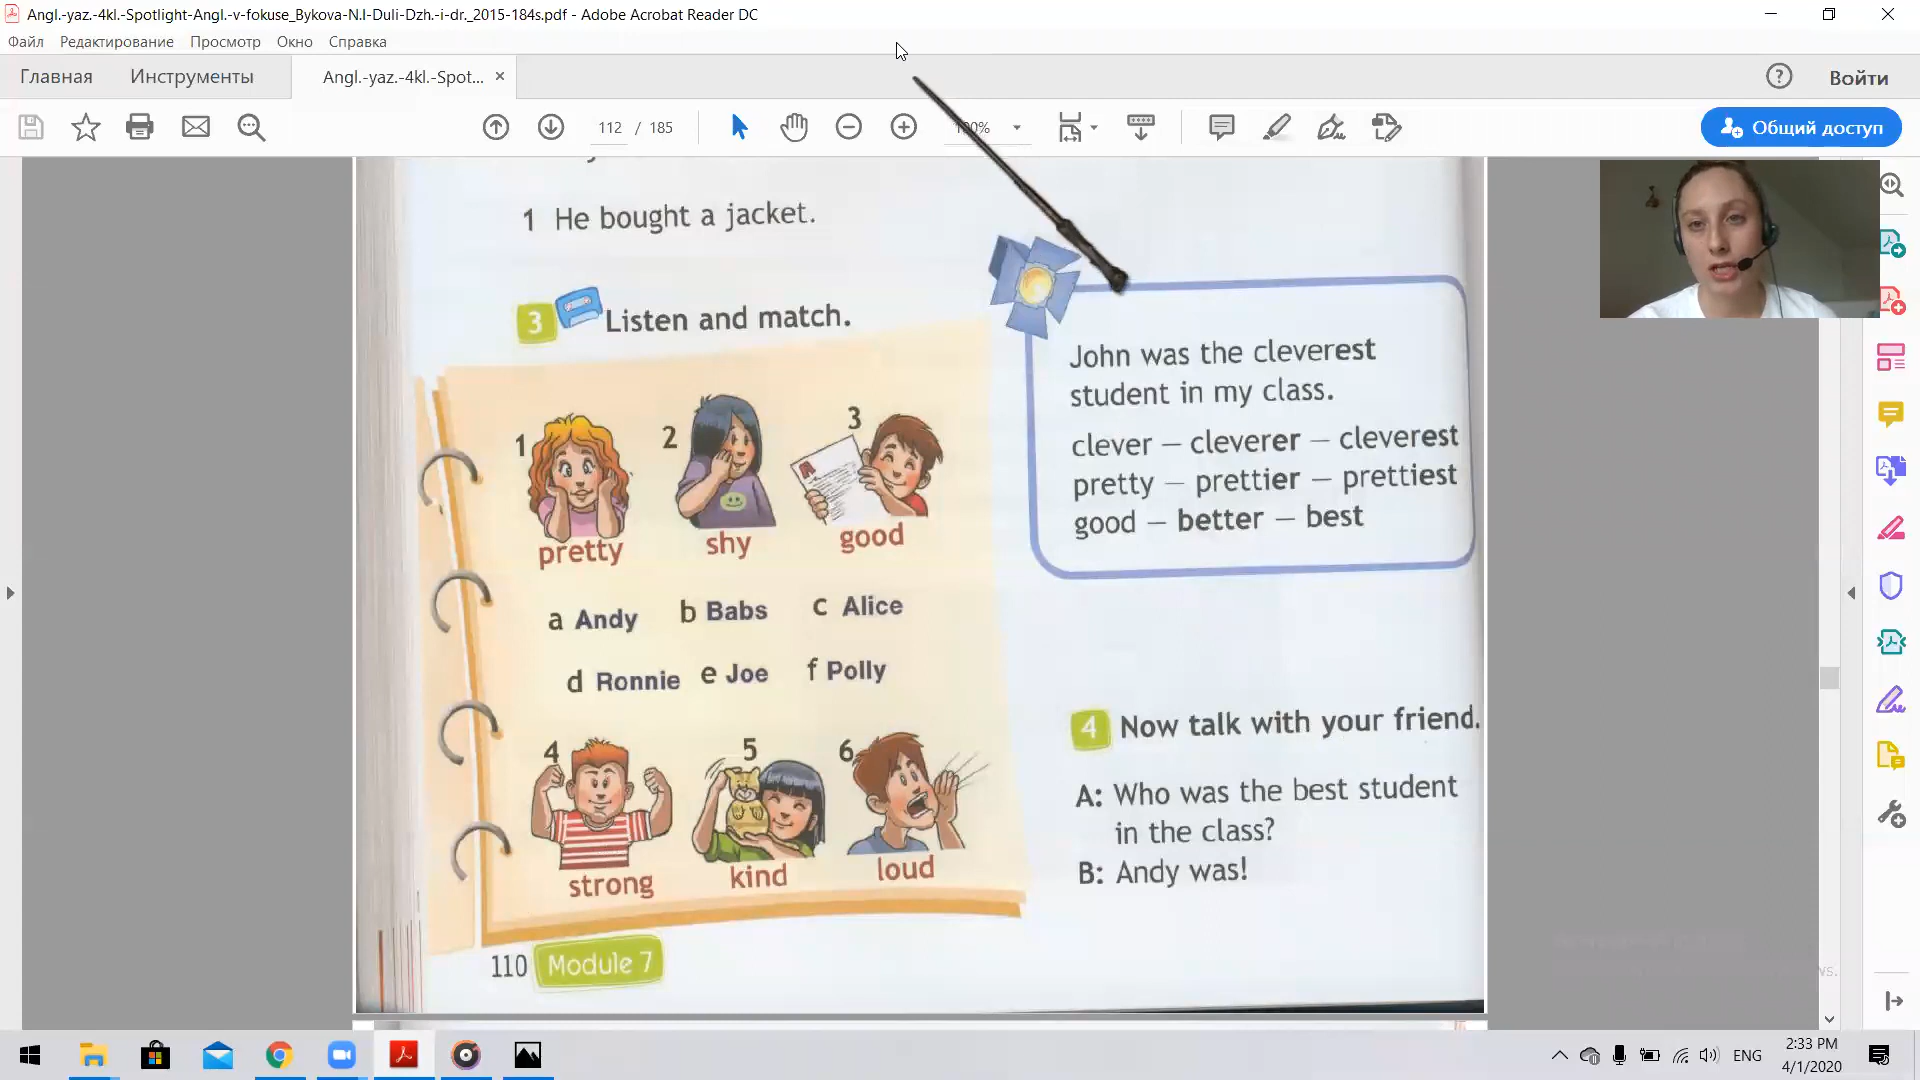 Angl.-yaz.-4kl.-Spotlight-Angl.-v-fokuse_Bykova-N.I-Duli-Dzh.-i-dr._2015-184s.pdf - Adobe Acrobat Reader DC
Файл Редактирование Просмотр Окно Справка
Главная Инструменты Angl.-yaz.-4kl.-Spot... × Войти
112 / 185 100% Общий доступ
1 He bought a jacket.
3 Listen and match.
1 2 3
pretty shy good
a Andy b Babs c Alice
d Ronnie e Joe f Polly
4 5 6
strong kind loud
110 Module 7
John was the cleverest
student in my class.
clever – cleverer – cleverest
pretty – prettier – prettiest
good – better – best
4 Now talk with your friend.
A: Who was the best student
in the class?
B: Andy was!
ENG
2:33 PM
4/1/2020